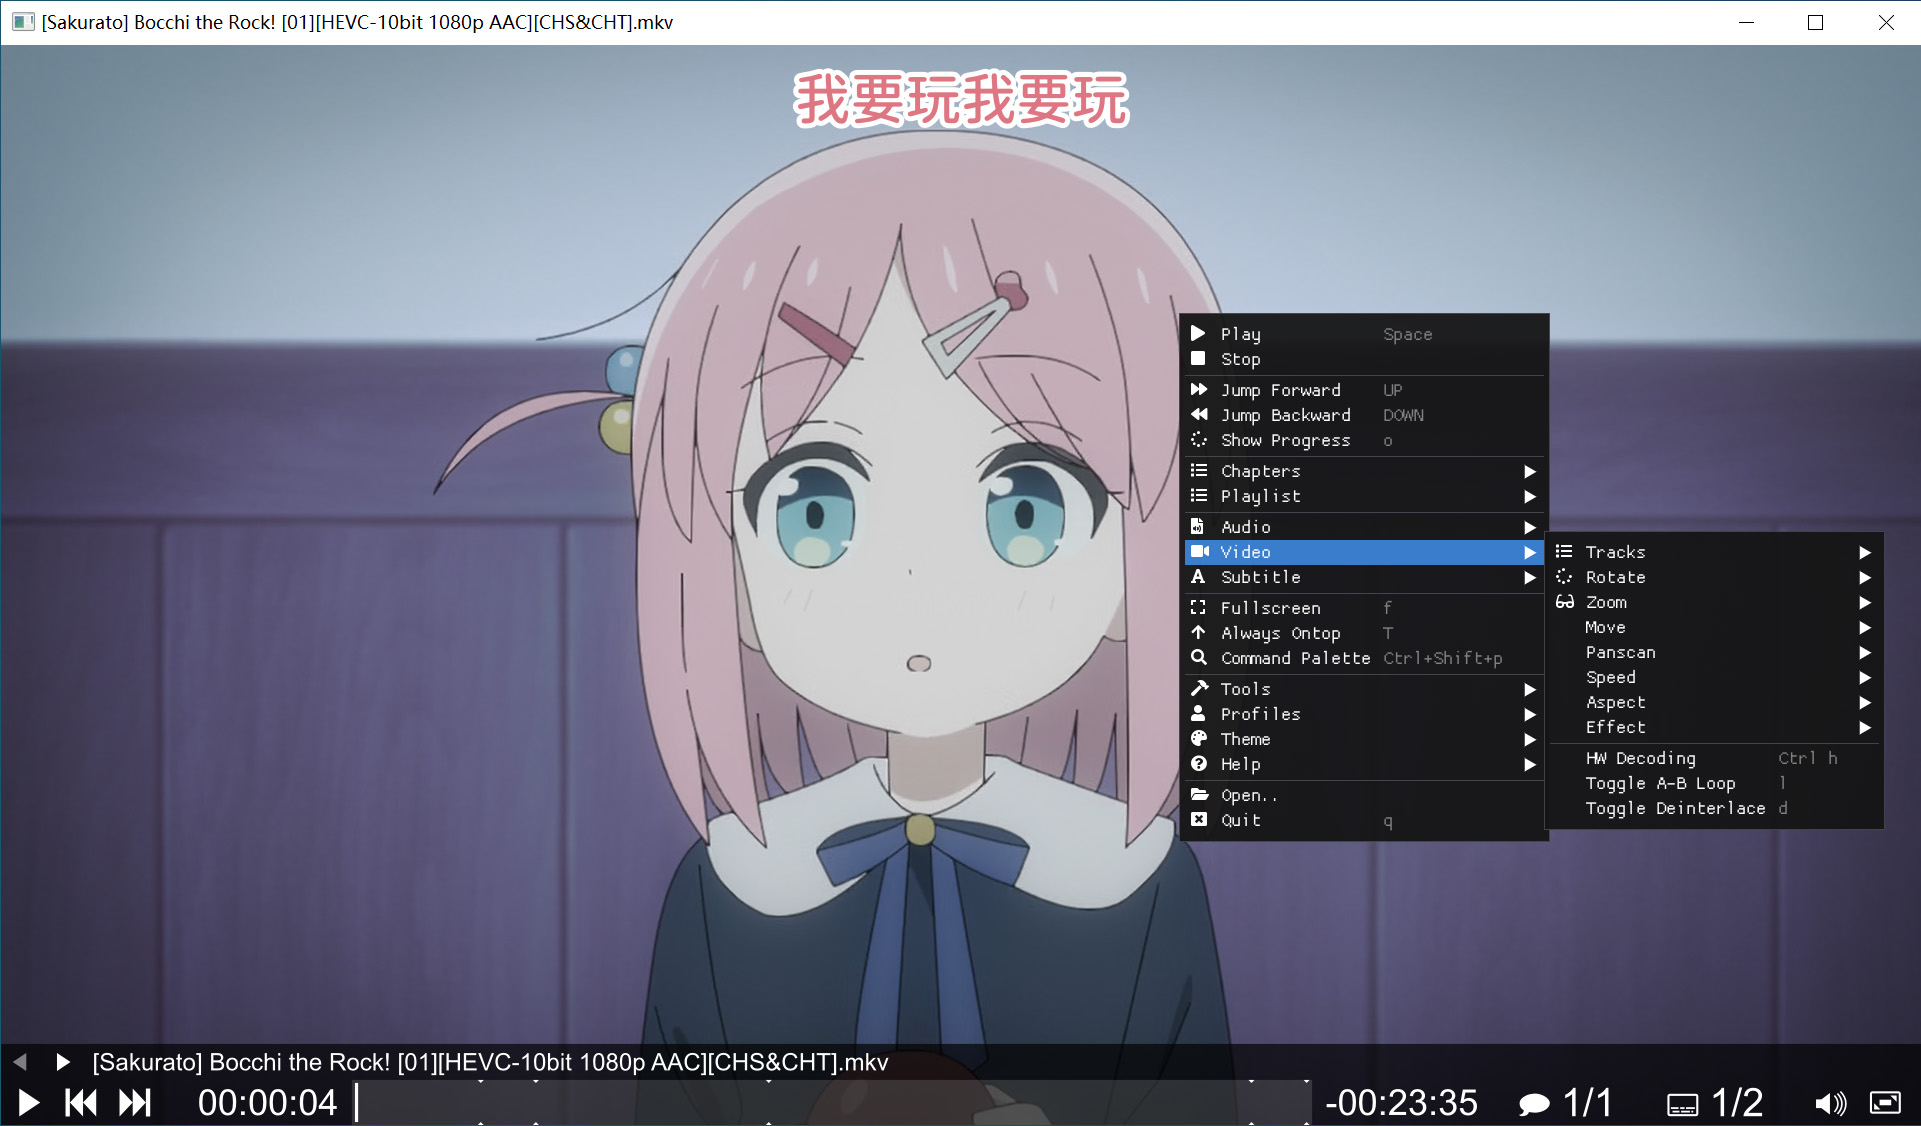 [Sakurato] Bocchi the Rock! [01][HEVC-10bit 1080p AAC][CHS&CHT].mkv
我要玩我要玩
Play Space
Stop
Jump Forward UP
Jump Backward DOWN
Show Progress o
Chapters
Playlist
Audio
Video
Subtitle
Fullscreen f
Always Ontop T
Command Palette Ctrl+Shift+p
Tools
Profiles
Theme
Help
Open..
Quit q
Tracks
Rotate
Zoom
Move
Panscan
Speed
Aspect
Effect
HW Decoding Ctrl h
Toggle A-B Loop l
Toggle Deinterlace d
[Sakurato] Bocchi the Rock! [01][HEVC-10bit 1080p AAC][CHS&CHT].mkv
00:00:04 -00:23:35 1/1 1/2